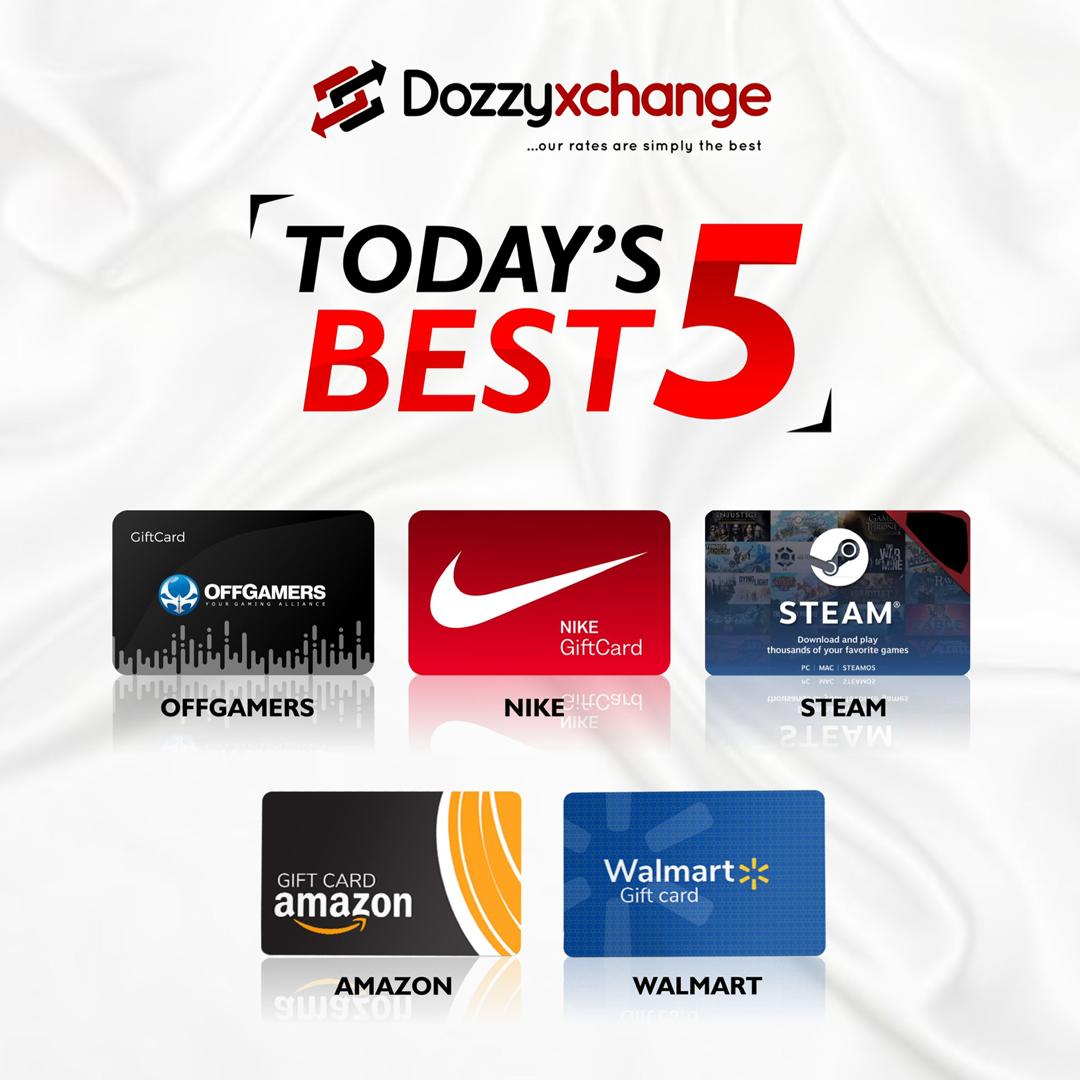 Dozzyxchange
...our rates are simply the best
TODAY'S
BEST 5
GiftCard
OFFGAMERS
YOUR GAMING ALLIANCE
OFFGAMERS
NIKE
GiftCard
NIKE
STEAM®
Download and play
thousands of your favorite games
PC | MAC | STEAMOS
STEAM
GIFT CARD
amazon
AMAZON
Walmart
Gift card
WALMART